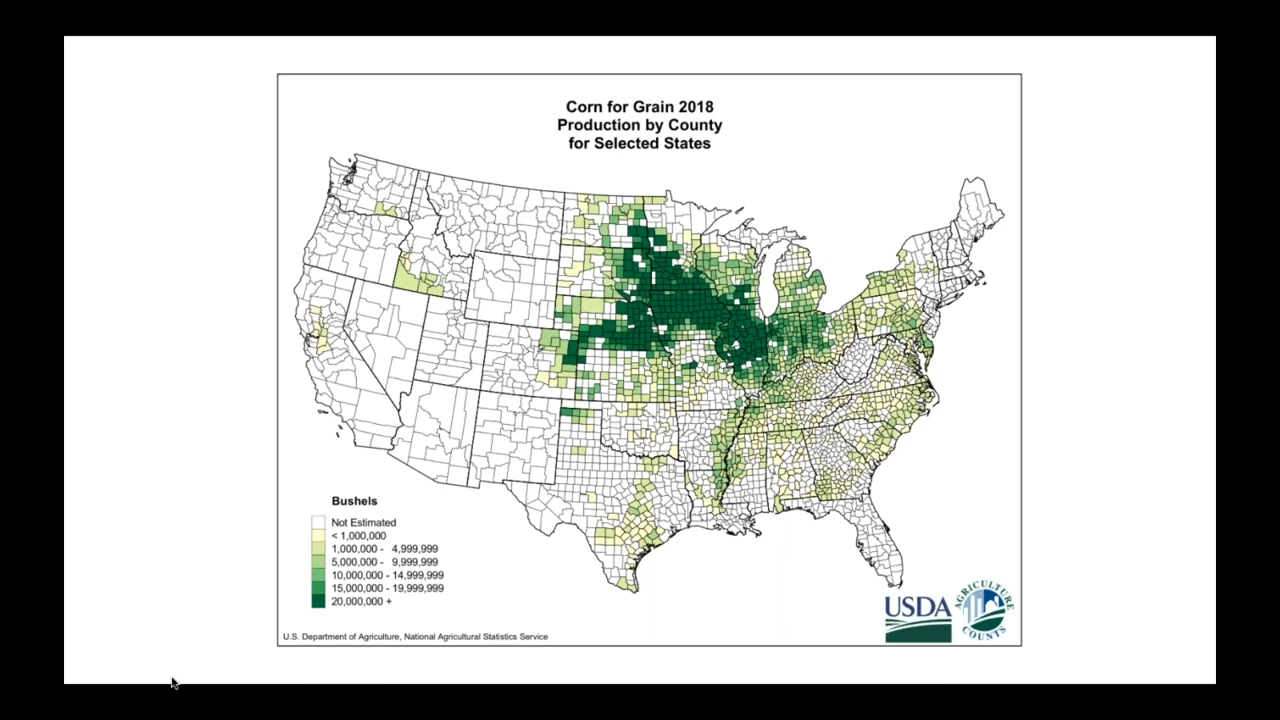 Corn for Grain 2018
Production by County
for Selected States
Bushels
Not Estimated
< 1,000,000
1,000,000 - 4,999,999
5,000,000 - 9,999,999
10,000,000 - 14,999,999
15,000,000 - 19,999,999
20,000,000 +
U.S. Department of Agriculture, National Agricultural Statistics Service
USDA
AGRICULTURE
COUNTS